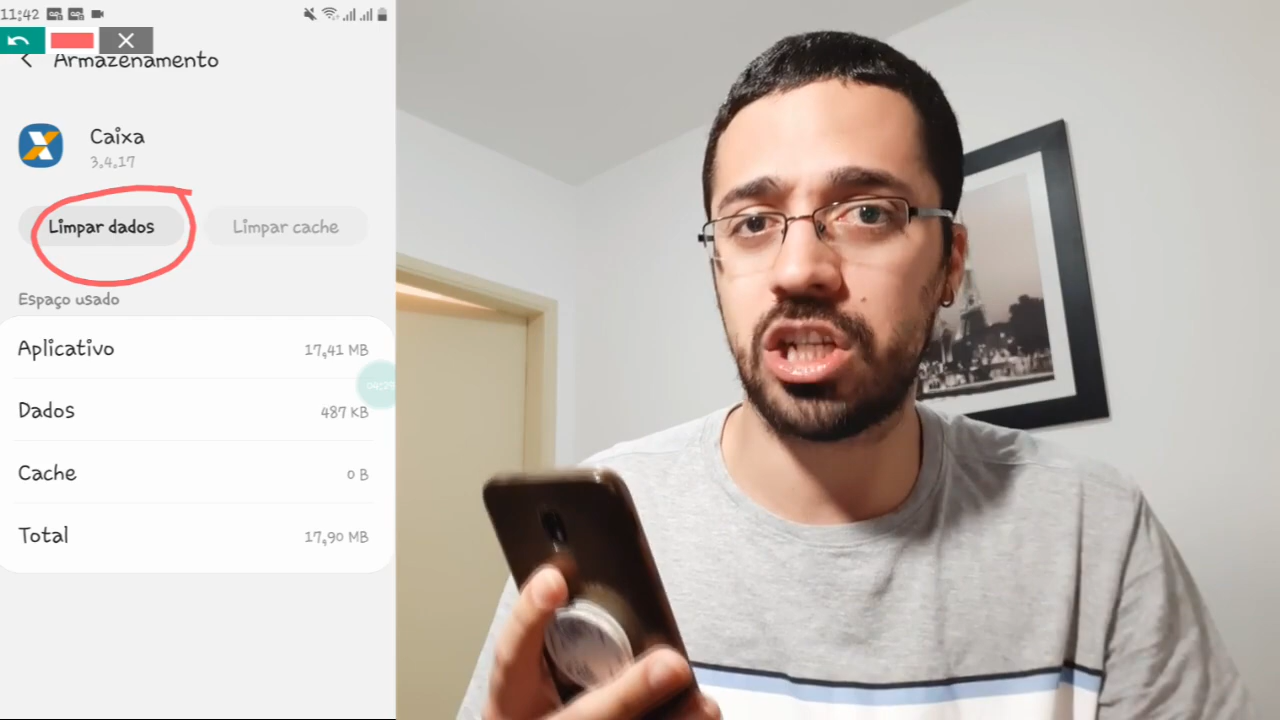 11:42
Armazenamento
Caixa
3.4.17
Limpar dados
Limpar cache
Espaço usado
Aplicativo 17,41 MB
Dados 487 KB
Cache 0 B
Total 17,90 MB